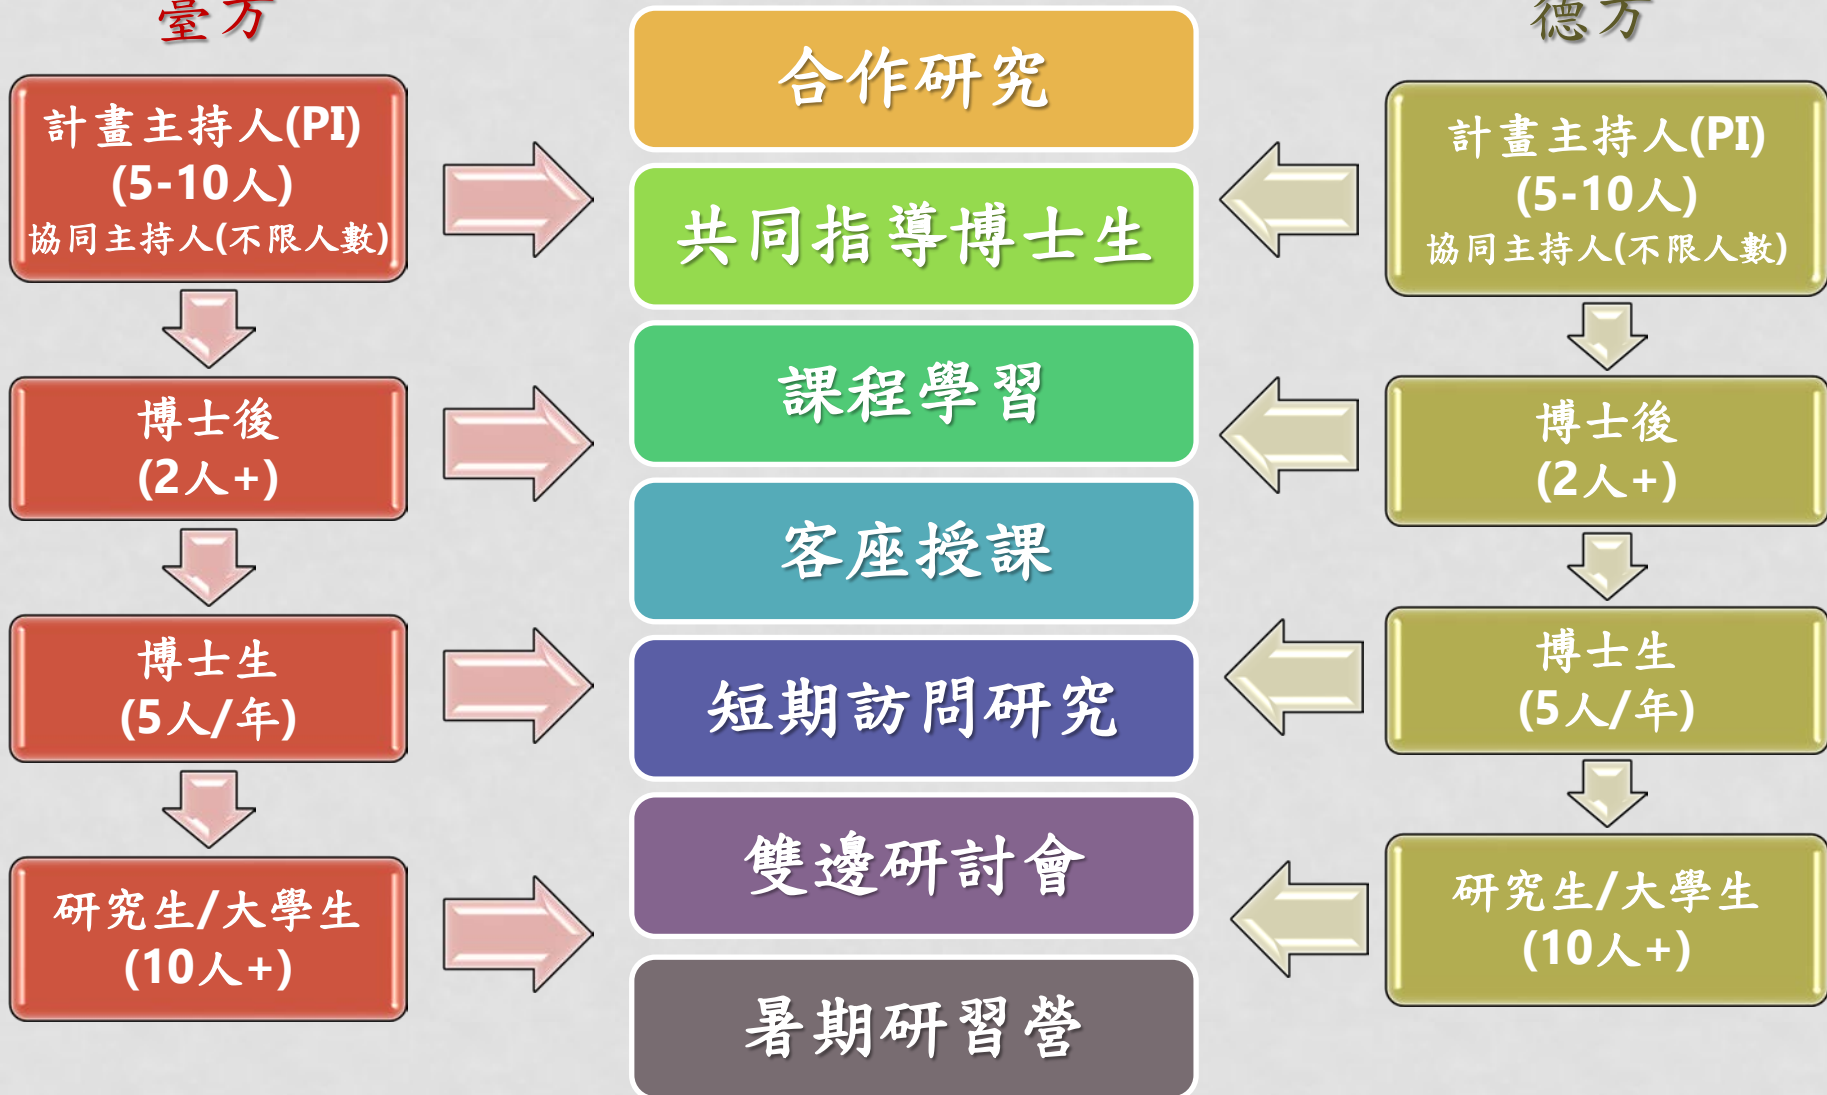 臺方
計畫主持人(PI)
(5-10人)
協同主持人(不限人數)
博士後
(2人+)
博士生
(5人/年)
研究生/大學生
(10人+)
合作研究
共同指導博士生
課程學習
客座授課
短期訪問研究
雙邊研討會
暑期研習營
德方
計畫主持人(PI)
(5-10人)
協同主持人(不限人數)
博士後
(2人+)
博士生
(5人/年)
研究生/大學生
(10人+)